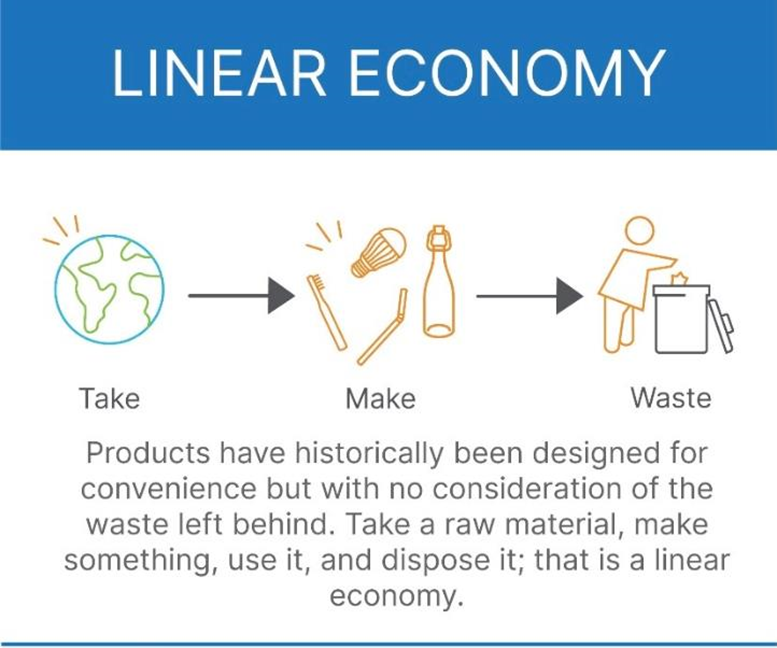 LINEAR ECONOMY
Take
Make
Waste
Products have historically been designed for
convenience but with no consideration of the
waste left behind. Take a raw material, make
something, use it, and dispose it; that is a linear
economy.